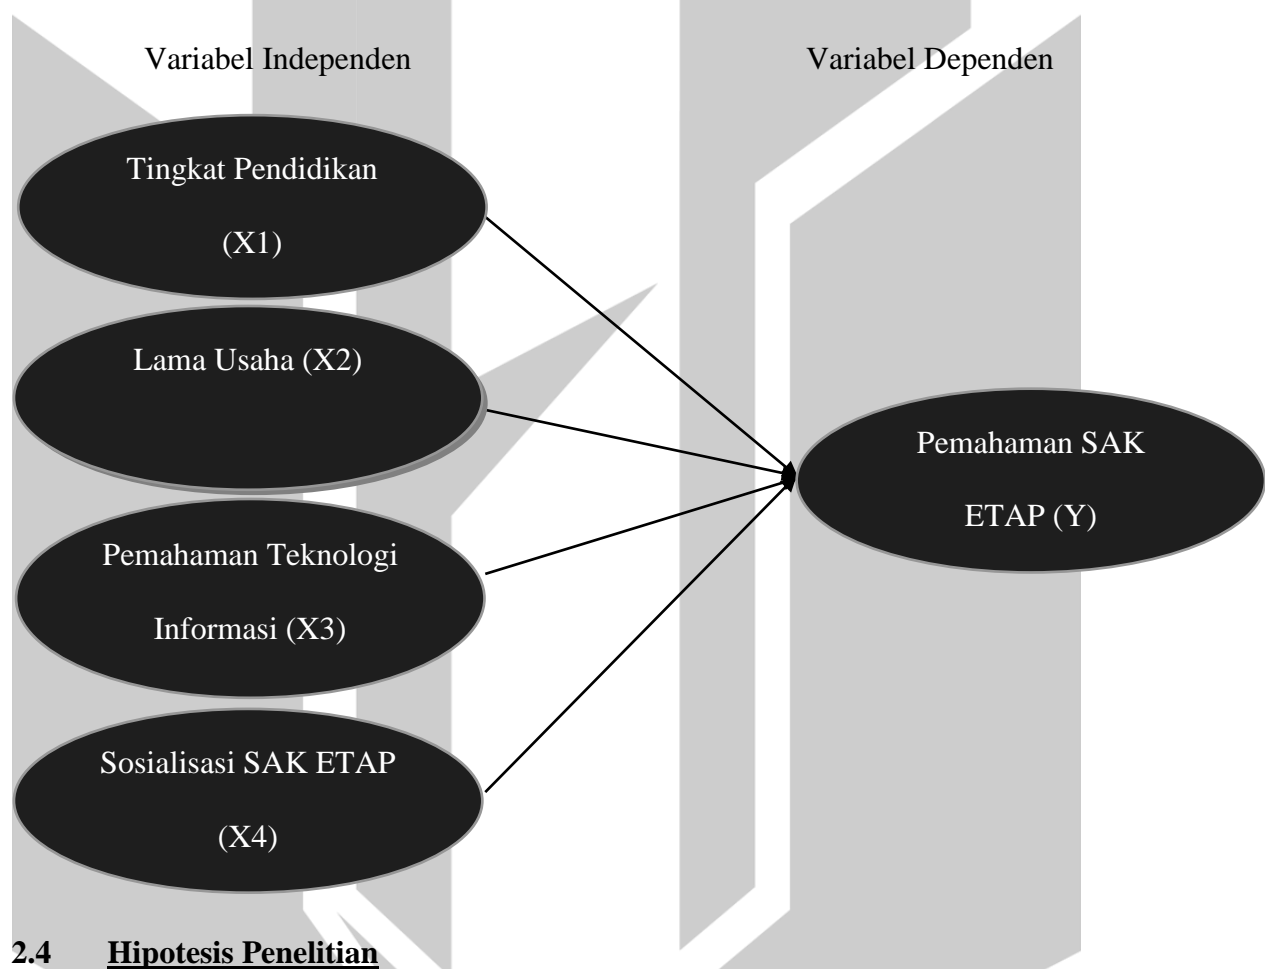 Variabel Independen
Variabel Dependen
Tingkat Pendidikan
(X1)
Lama Usaha (X2)
Pemahaman Teknologi
Informasi (X3)
Sosialisasi SAK ETAP
(X4)
Pemahaman SAK
ETAP (Y)
2.4 Hipotesis Penelitian